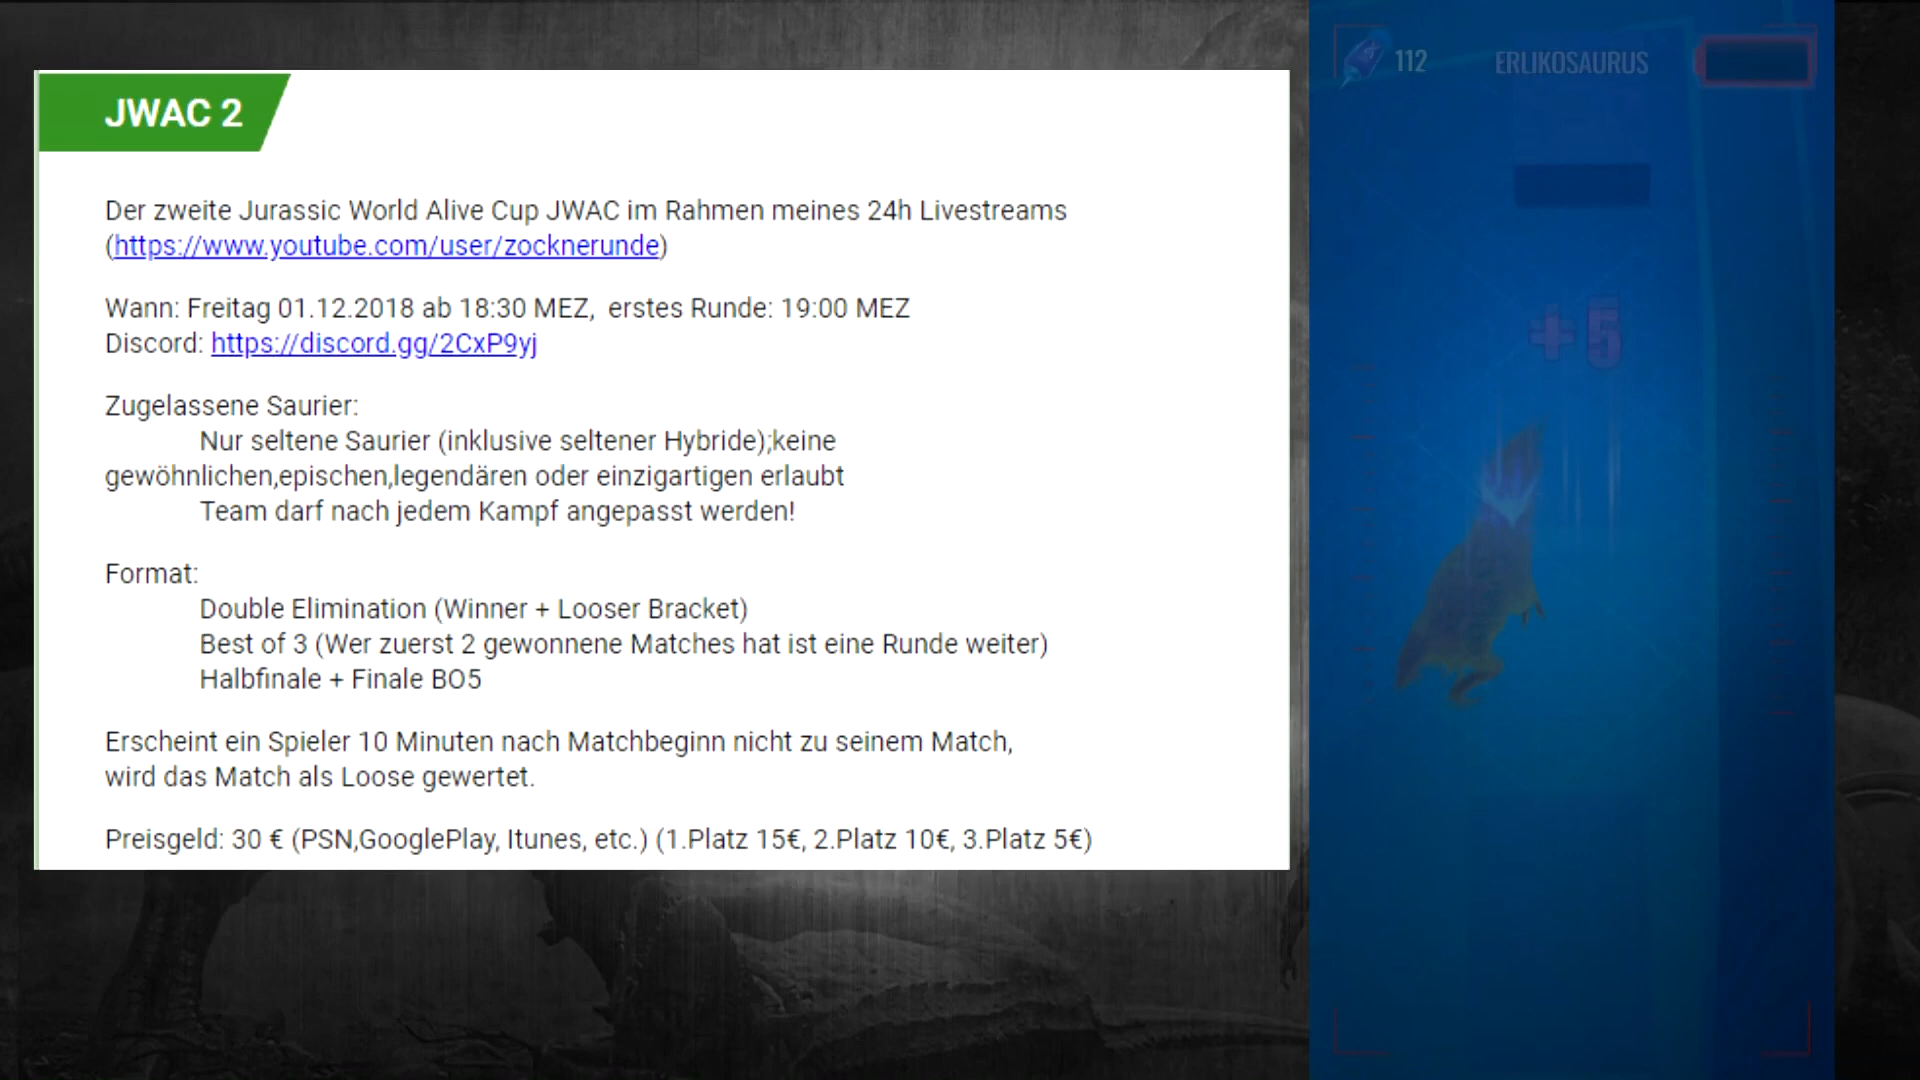 JWAC 2
Der zweite Jurassic World Alive Cup JWAC im Rahmen meines 24h Livestreams
(https://www.youtube.com/user/zocknerunde)
Wann: Freitag 01.12.2018 ab 18:30 MEZ,  erstes Runde: 19:00 MEZ
Discord: https://discord.gg/2CxP9yj
Zugelassene Saurier:
Nur seltene Saurier (inklusive seltener Hybride);keine
gewöhnlichen,epischen,legendären oder einzigartigen erlaubt
Team darf nach jedem Kampf angepasst werden!
Format:
Double Elimination (Winner + Looser Bracket)
Best of 3 (Wer zuerst 2 gewonnene Matches hat ist eine Runde weiter)
Halbfinale + Finale BO5
Erscheint ein Spieler 10 Minuten nach Matchbeginn nicht zu seinem Match,
wird das Match als Loose gewertet.
Preisgeld: 30 € (PSN,GooglePlay, Itunes, etc.) (1.Platz 15€, 2.Platz 10€, 3.Platz 5€)
112
ERLIKOSAURUS
+5